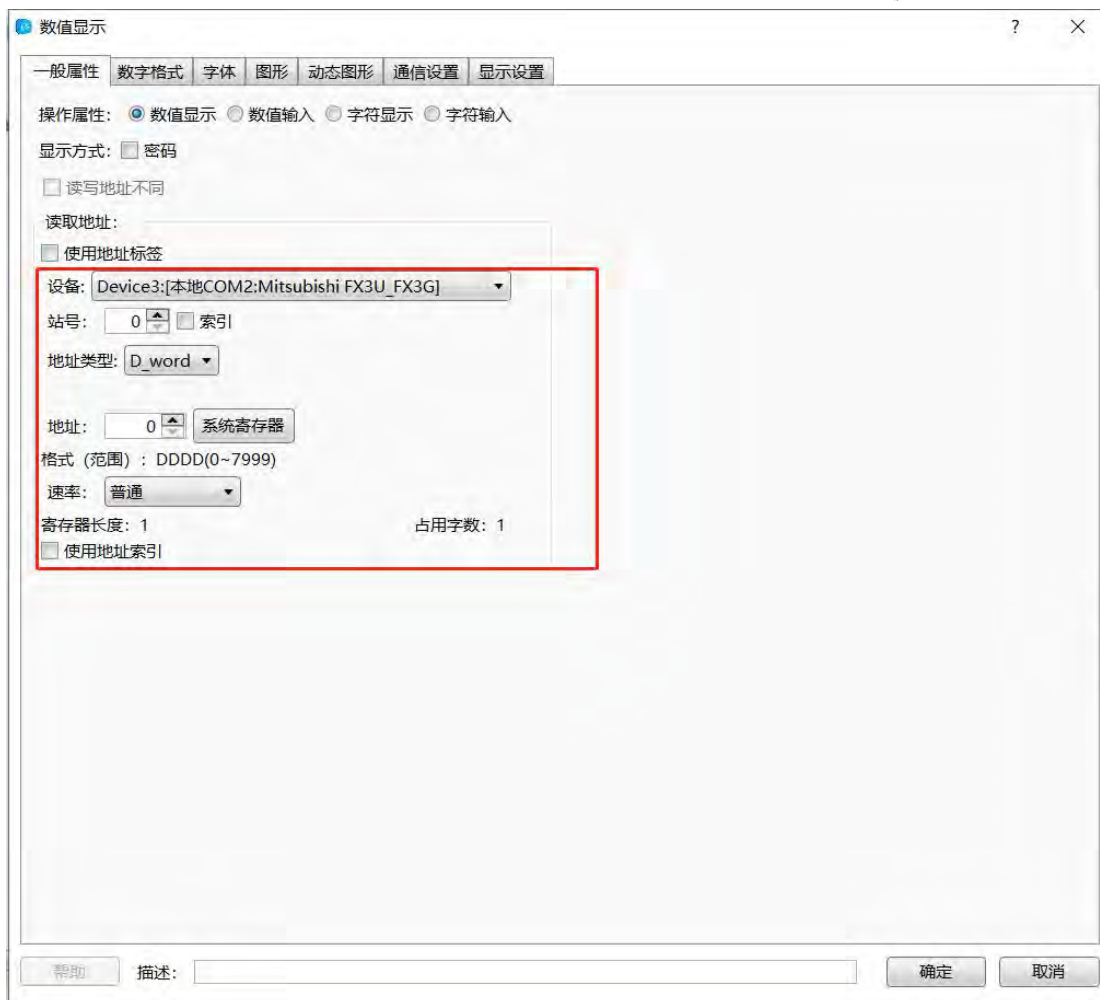 数值显示 ? ×
一般属性 数字格式 字体 图形 动态图形 通信设置 显示设置
操作属性: 数值显示 数值输入 字符显示 字符输入
显示方式: 密码
读写地址不同
读取地址:
使用地址标签
设备: Device3:[本地COM2:Mitsubishi FX3U_FX3G]
站号: 0 索引
地址类型: D_word
地址: 0 系统寄存器
格式 (范围) : DDDD(0~7999)
速率: 普通
寄存器长度: 1 占用字数: 1
使用地址索引
帮助 描述: 确定 取消